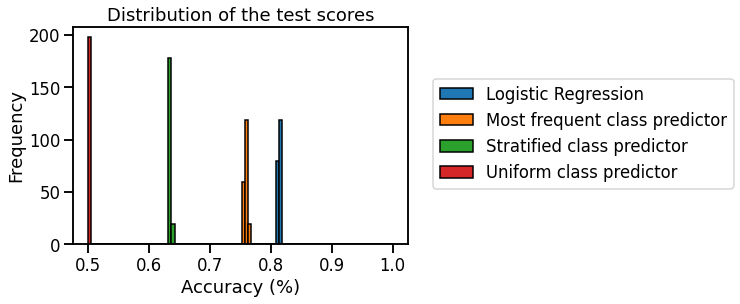 Distribution of the test scores
200
150
100
50
0
Frequency
0.5 0.6 0.7 0.8 0.9 1.0
Accuracy (%)
Logistic Regression
Most frequent class predictor
Stratified class predictor
Uniform class predictor